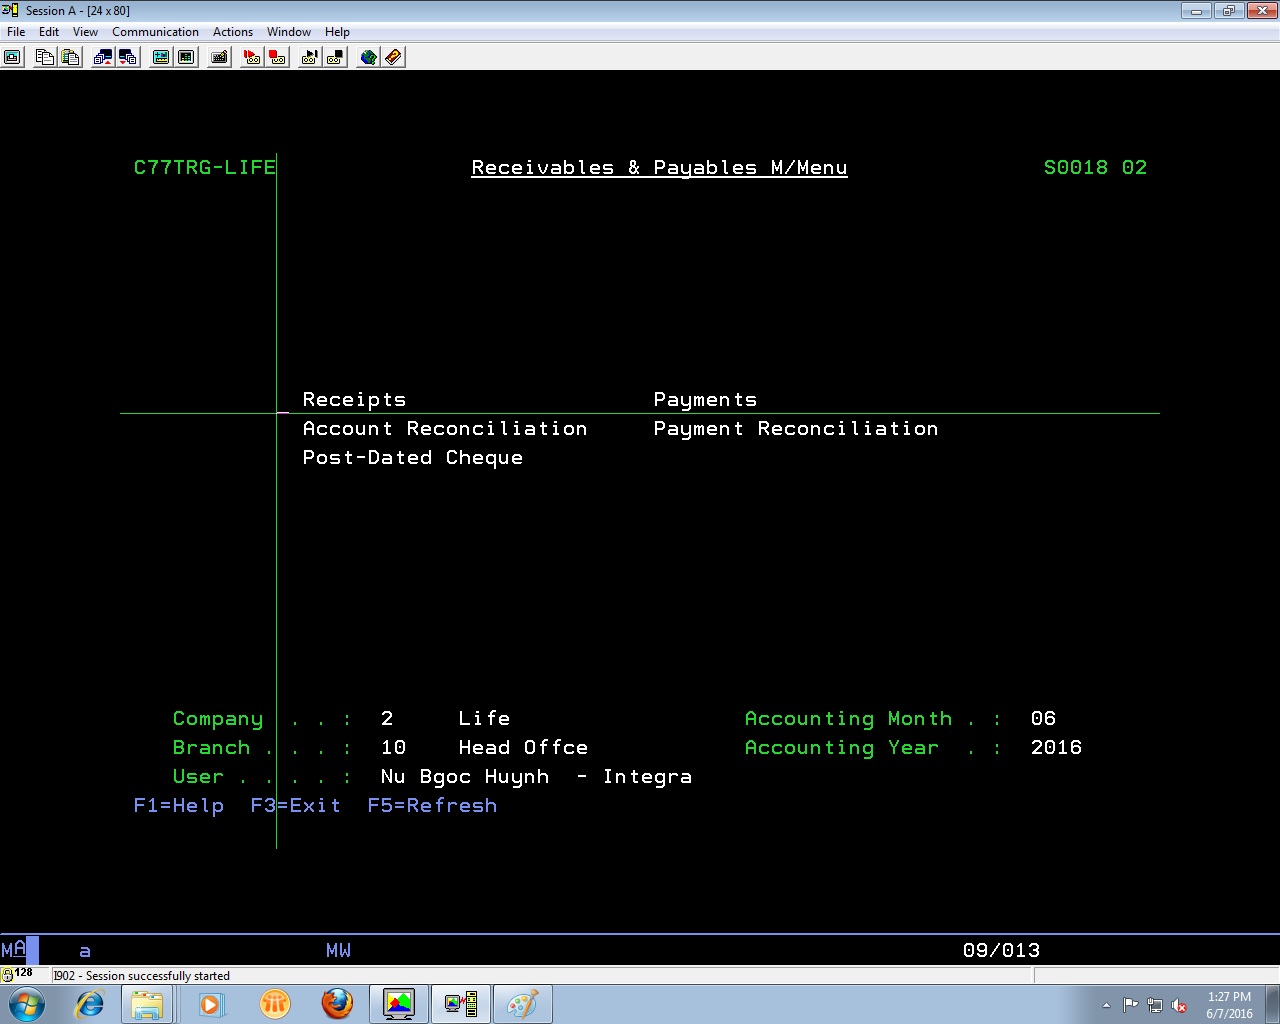 Session A - [24 x 80]
File Edit View Communication Actions Window Help
C77TRG-LIFE Receivables & Payables M/Menu S0018 02
Receipts Payments
Account Reconciliation Payment Reconciliation
Post-Dated Cheque
Company . . : 2 Life Accounting Month . : 06
Branch . . . : 10 Head Offce Accounting Year . : 2016
User . . . . : Nu Bgoc Huynh - Integra
F1=Help F3=Exit F5=Refresh
MA a MW 09/013
128 I902 - Session successfully started
1:27 PM
6/7/2016